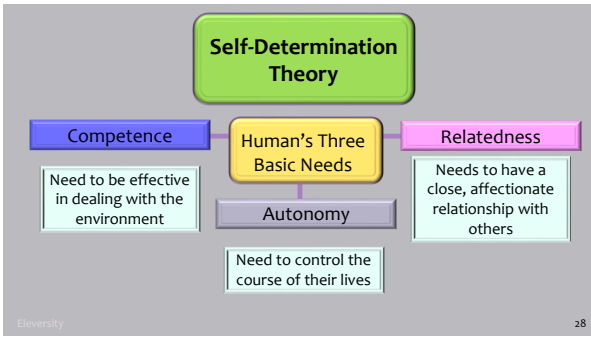 Self-Determination
Theory
Competence
Human's Three
Basic Needs
Relatedness
Need to be effective
in dealing with the
environment
Autonomy
Needs to have a
close, affectionate
relationship with
others
Need to control the
course of their lives
Eleversity
28